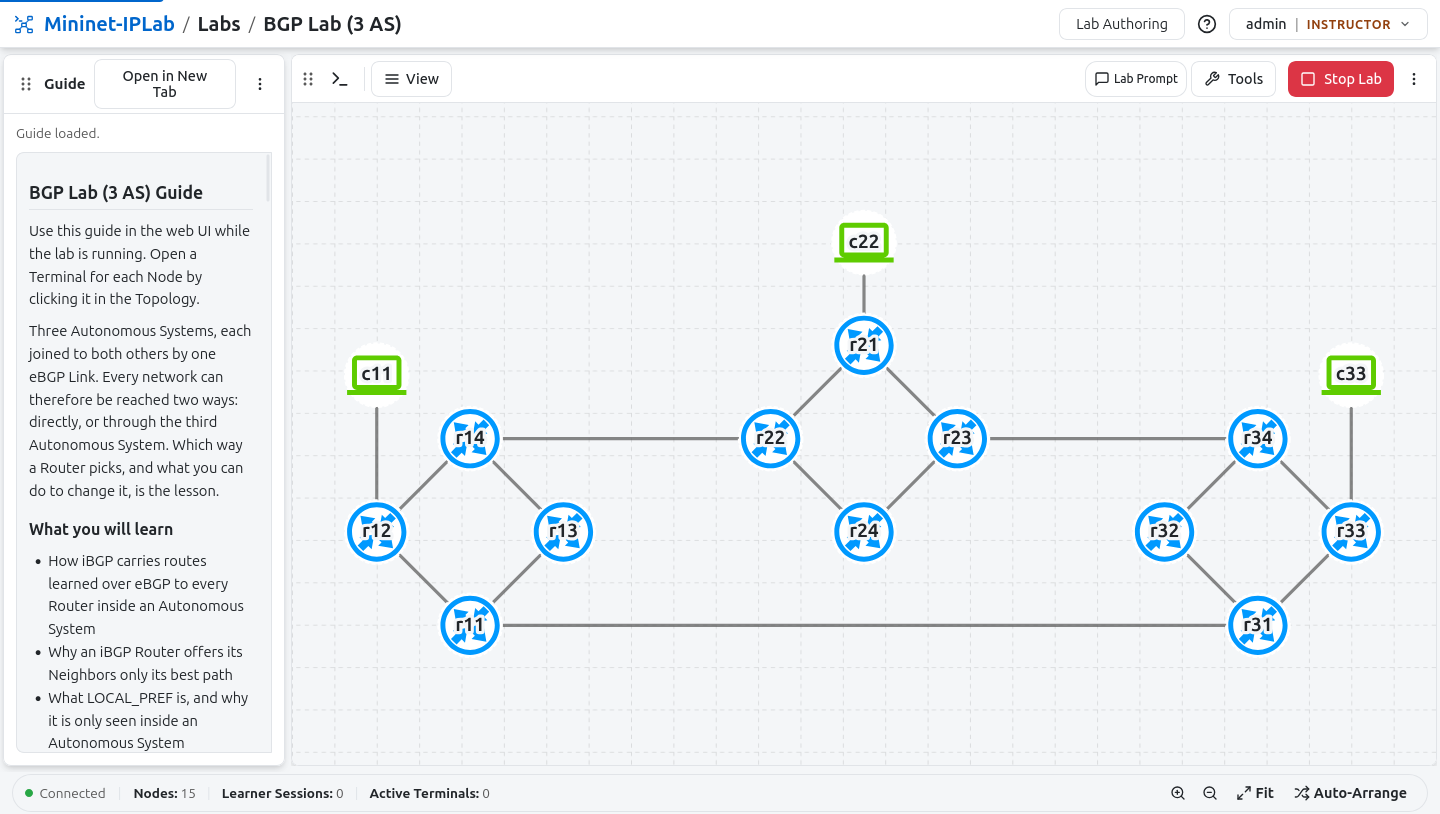 Mininet-IPLab / Labs / BGP Lab (3 AS)
Lab Authoring
admin | INSTRUCTOR
Guide
Open in New
Tab
View
Lab Prompt
Tools
Stop Lab
Guide loaded.
BGP Lab (3 AS) Guide
Use this guide in the web UI while
the lab is running. Open a
Terminal for each Node by
clicking it in the Topology.
Three Autonomous Systems, each
joined to both others by one
eBGP Link. Every network can
therefore be reached two ways:
directly, or through the third
Autonomous System. Which way
a Router picks, and what you can
do to change it, is the lesson.
What you will learn
• How iBGP carries routes
learned over eBGP to every
Router inside an Autonomous
System
• Why an iBGP Router offers its
Neighbors only its best path
• What LOCAL_PREF is, and why
it is only seen inside an
Autonomous System
c22
r21
c11
c33
r14
r22
r23
r34
r12
r13
r24
r32
r33
r11
r31
Connected
Nodes: 15
Learner Sessions: 0
Active Terminals: 0
Fit
Auto-Arrange